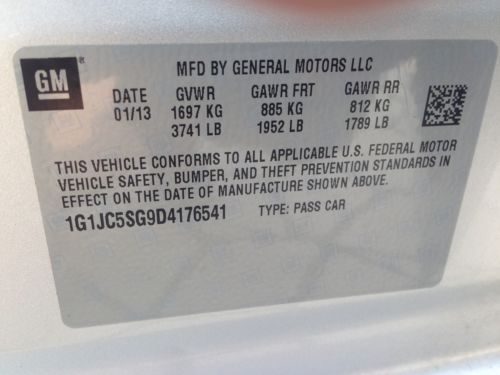 GM ®
MFD BY GENERAL MOTORS LLC
DATE GVWR GAWR FRT GAWR RR
01/13 1697 KG 885 KG 812 KG
3741 LB 1952 LB 1789 LB
THIS VEHICLE CONFORMS TO ALL APPLICABLE U.S. FEDERAL MOTOR
VEHICLE SAFETY, BUMPER, AND THEFT PREVENTION STANDARDS IN
EFFECT ON THE DATE OF MANUFACTURE SHOWN ABOVE.
1G1JC5SG9D4176541 TYPE: PASS CAR